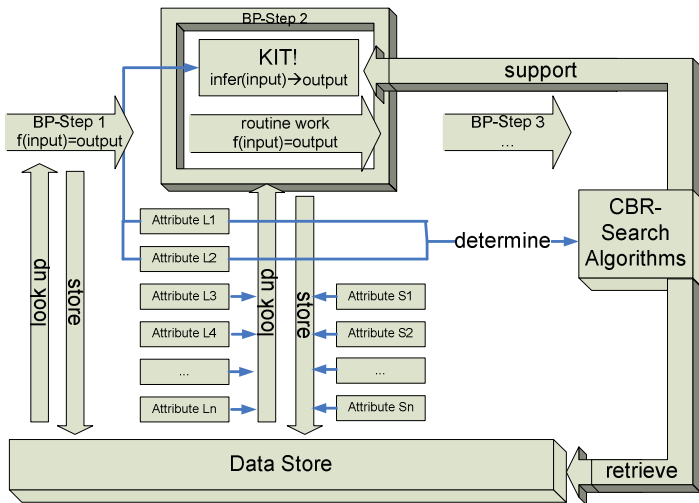 BP-Step 2
KIT!
infer(input)→output
support
BP-Step 1
f(input)=output
routine work
f(input)=output
BP-Step 3
...
CBR-
Search
Algorithms
Attribute L1
determine
Attribute L2
look up
store
look up
store
Attribute L3
Attribute S1
Attribute L4
Attribute S2
...
...
Attribute Ln
Attribute Sn
Data Store
retrieve